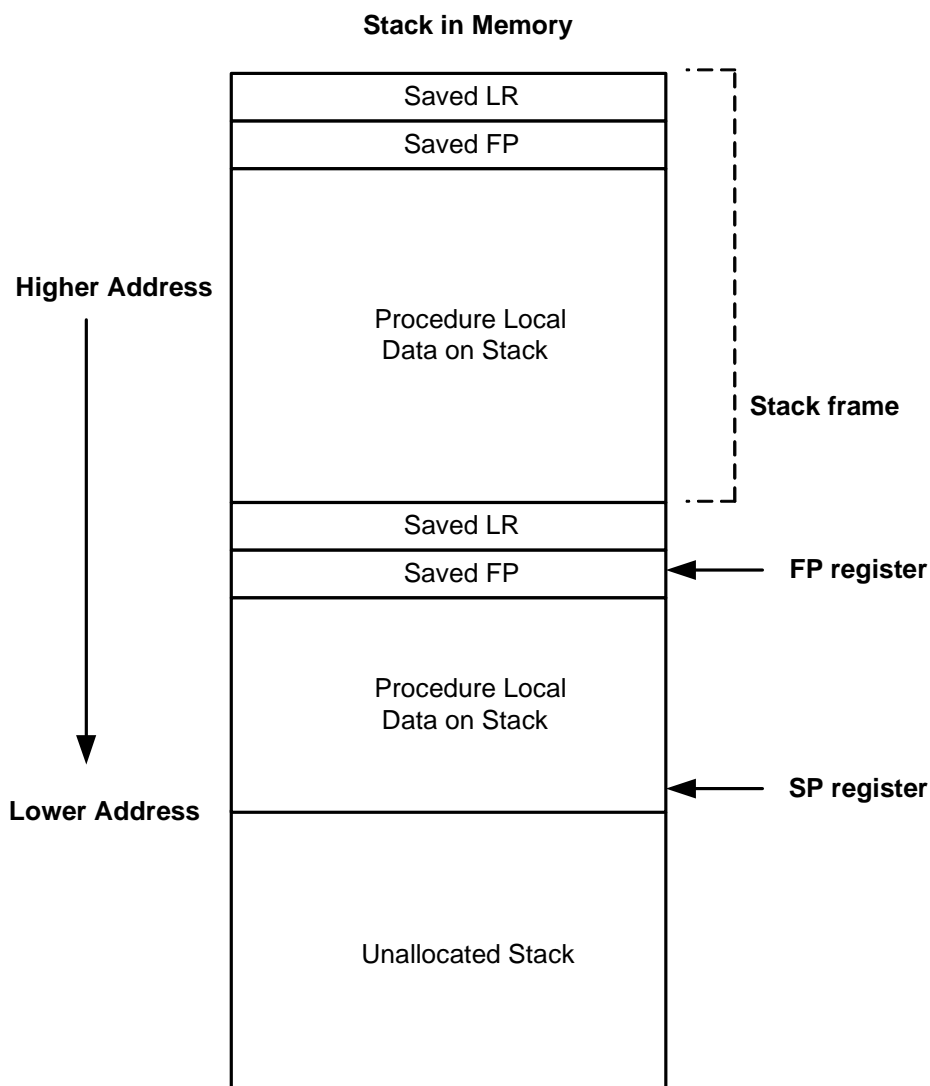 Stack in Memory
Saved LR
Saved FP
Higher Address
Procedure Local
Data on Stack
Stack frame
Saved LR
Saved FP
FP register
Procedure Local
Data on Stack
SP register
Lower Address
Unallocated Stack